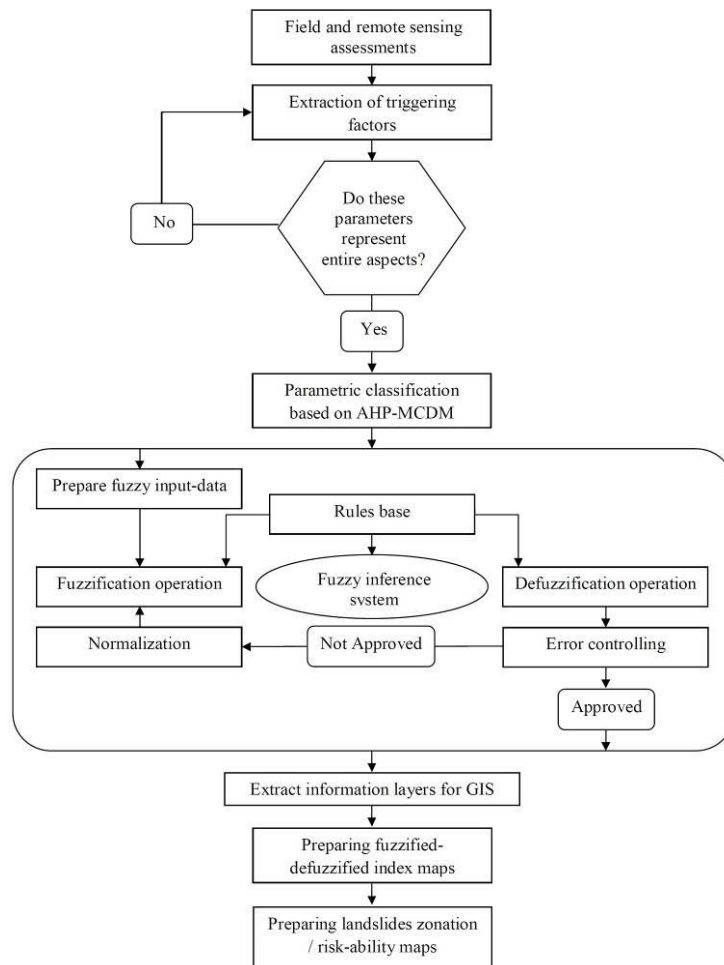 Field and remote sensing
assessments
Extraction of triggering
factors
Do these
parameters
represent
entire aspects?
No
Yes
Parametric classification
based on AHP-MCDM
Prepare fuzzy input-data
Rules base
Fuzzification operation
Fuzzy inference
system
Defuzzification operation
Normalization
Not Approved
Error controlling
Approved
Extract information layers for GIS
Preparing fuzzified-
defuzzified index maps
Preparing landslides zonation
/ risk-ability maps